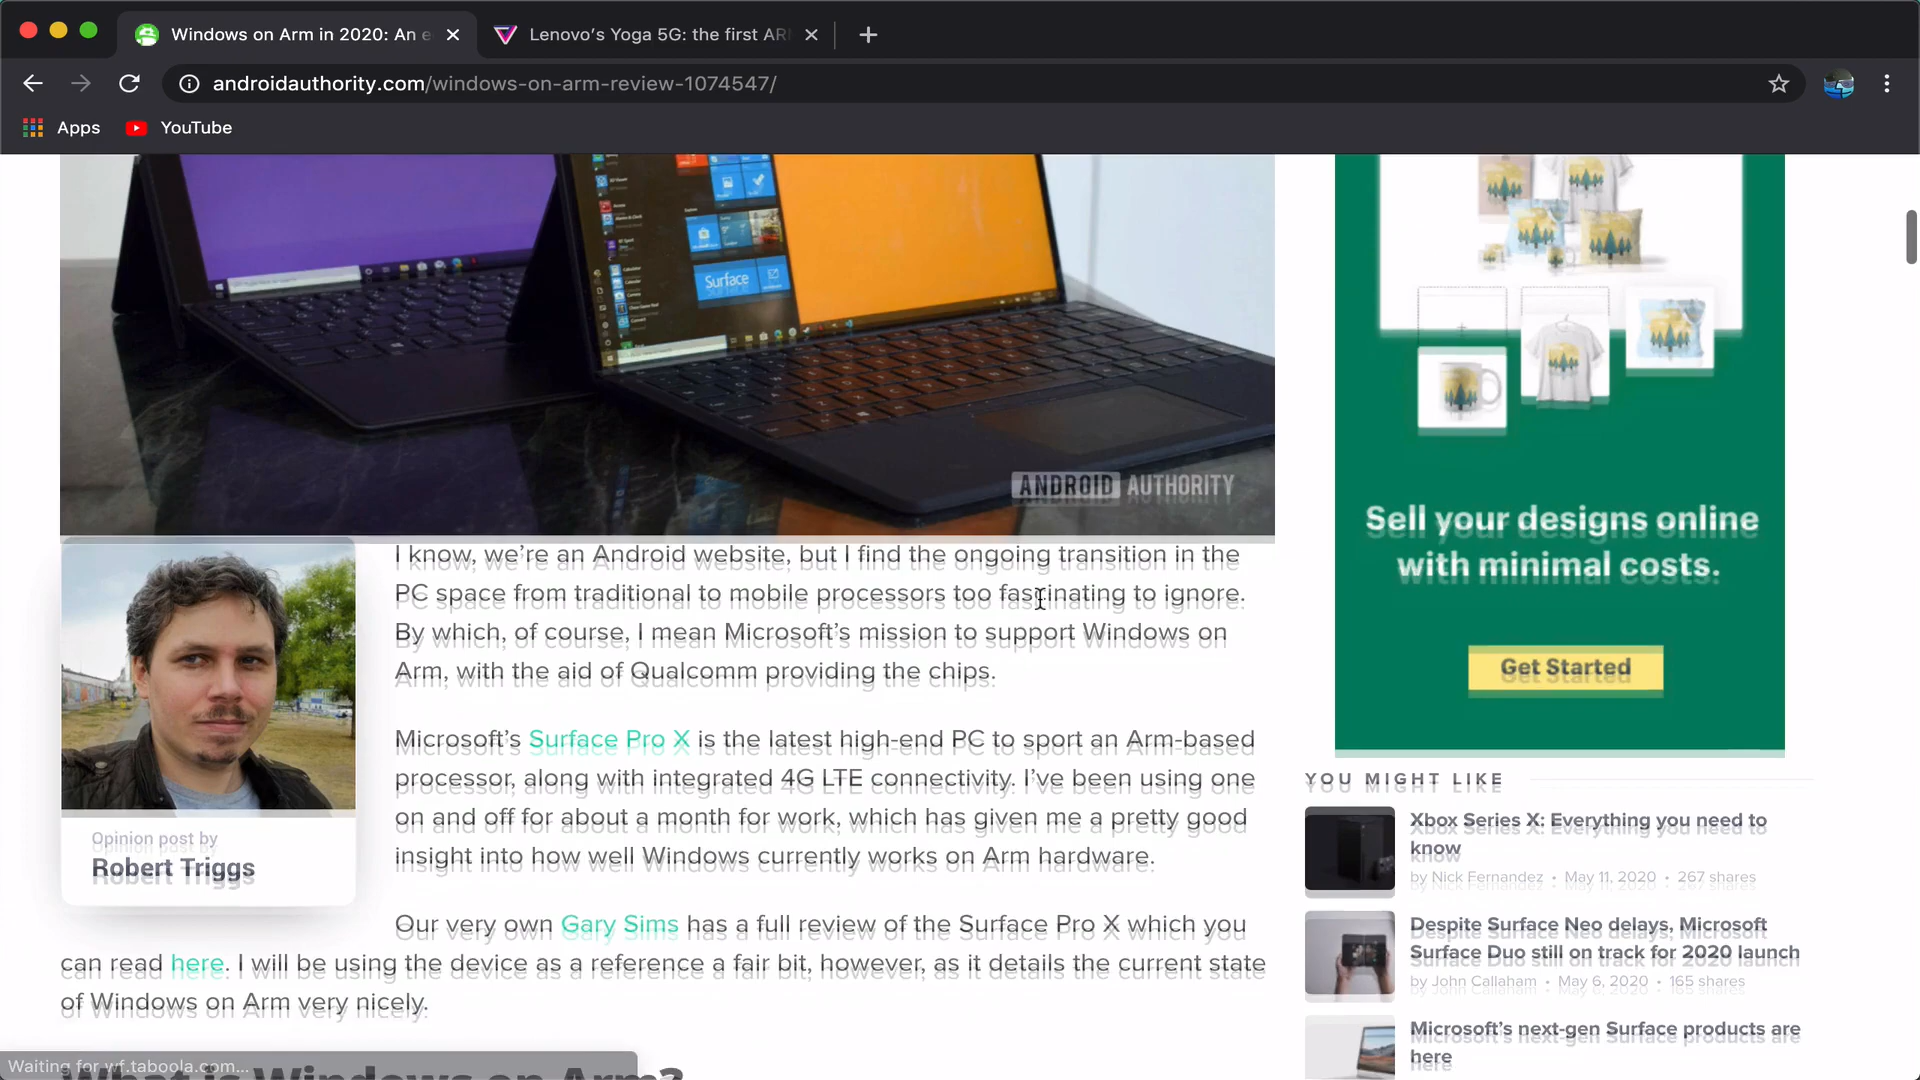 Windows on Arm in 2020: An e
Lenovo's Yoga 5G: the first AR
androidauthority.com/windows-on-arm-review-1074547/
Apps
YouTube
Surface
ANDROID AUTHORITY
Sell your designs online
with minimal costs.
Get Started
I know, we're an Android website, but I find the ongoing transition in the
PC space from traditional to mobile processors too fascinating to ignore.
By which, of course, I mean Microsoft's mission to support Windows on
Arm, with the aid of Qualcomm providing the chips.
Microsoft's Surface Pro X is the latest high-end PC to sport an Arm-based
processor, along with integrated 4G LTE connectivity. I've been using one
on and off for about a month for work, which has given me a pretty good
insight into how well Windows currently works on Arm hardware.
Opinion post by
Robert Triggs
Our very own Gary Sims has a full review of the Surface Pro X which you
can read here. I will be using the device as a reference a fair bit, however, as it details the current state
of Windows on Arm very nicely.
What is Windows on Arm?
YOU MIGHT LIKE
Xbox Series X: Everything you need to
know
by Nick Fernandez • May 11, 2020 • 267 shares
Despite Surface Neo delays, Microsoft
Surface Duo still on track for 2020 launch
by John Callaham • May 6, 2020 • 165 shares
Microsoft's next-gen Surface products are
here
Waiting for wf.taboola.com...